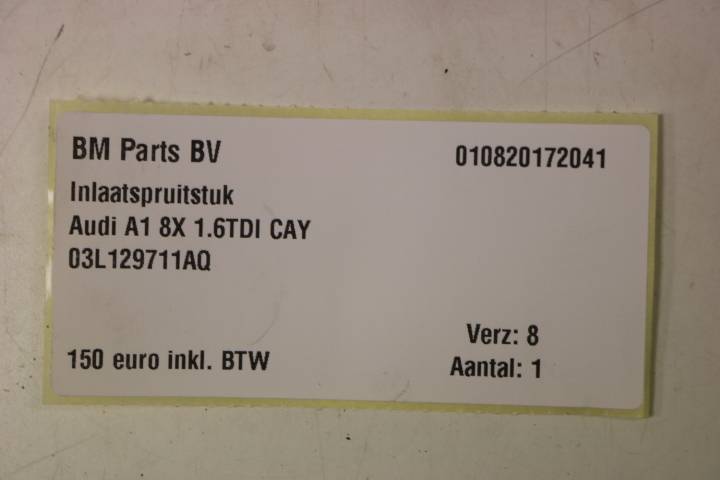 BM Parts BV 010820172041
Inlaatspruitstuk
Audi A1 8X 1.6TDI CAY
03L129711AQ
Verz: 8
150 euro inkl. BTW Aantal: 1